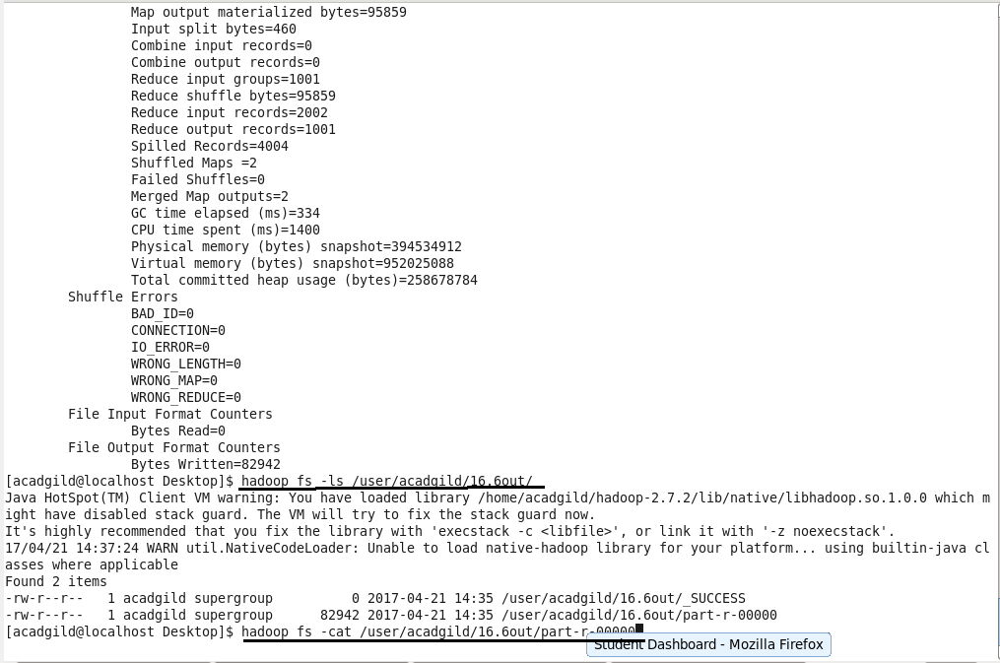 Map output materialized bytes=95859
Input split bytes=460
Combine input records=0
Combine output records=0
Reduce input groups=1001
Reduce shuffle bytes=95859
Reduce input records=2002
Reduce output records=1001
Spilled Records=4004
Shuffled Maps =2
Failed Shuffles=0
Merged Map outputs=2
GC time elapsed (ms)=334
CPU time spent (ms)=1400
Physical memory (bytes) snapshot=394534912
Virtual memory (bytes) snapshot=952025088
Total committed heap usage (bytes)=258678784
Shuffle Errors
BAD_ID=0
CONNECTION=0
IO_ERROR=0
WRONG_LENGTH=0
WRONG_MAP=0
WRONG_REDUCE=0
File Input Format Counters
Bytes Read=0
File Output Format Counters
Bytes Written=82942
[acadgild@localhost Desktop]$ hadoop fs -ls /user/acadgild/16.6out/
Java HotSpot(TM) Client VM warning: You have loaded library /home/acadgild/hadoop-2.7.2/lib/native/libhadoop.so.1.0.0 which m
ight have disabled stack guard. The VM will try to fix the stack guard now.
It's highly recommended that you fix the library with 'execstack -c <libfile>', or link it with '-z noexecstack'.
17/04/21 14:37:24 WARN util.NativeCodeLoader: Unable to load native-hadoop library for your platform... using builtin-java cl
asses where applicable
Found 2 items
-rw-r--r--   1 acadgild supergroup          0 2017-04-21 14:35 /user/acadgild/16.6out/_SUCCESS
-rw-r--r--   1 acadgild supergroup      82942 2017-04-21 14:35 /user/acadgild/16.6out/part-r-00000
[acadgild@localhost Desktop]$ hadoop fs -cat /user/acadgild/16.6out/part-r-00000
Student Dashboard - Mozilla Firefox